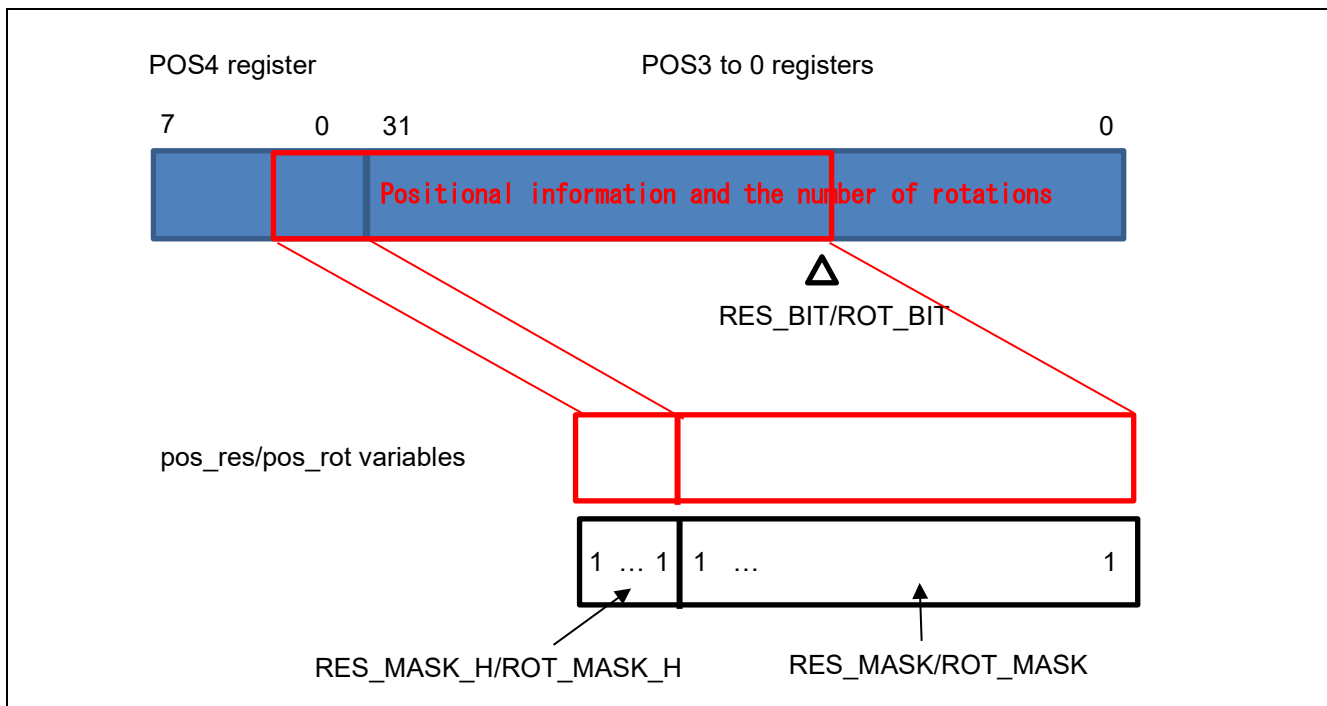 POS4 register POS3 to 0 registers
7 0 31 0
Positional information and the number of rotations
RES_BIT/ROT_BIT
pos_res/pos_rot variables
1 … 1 1 … 1
RES_MASK_H/ROT_MASK_H RES_MASK/ROT_MASK